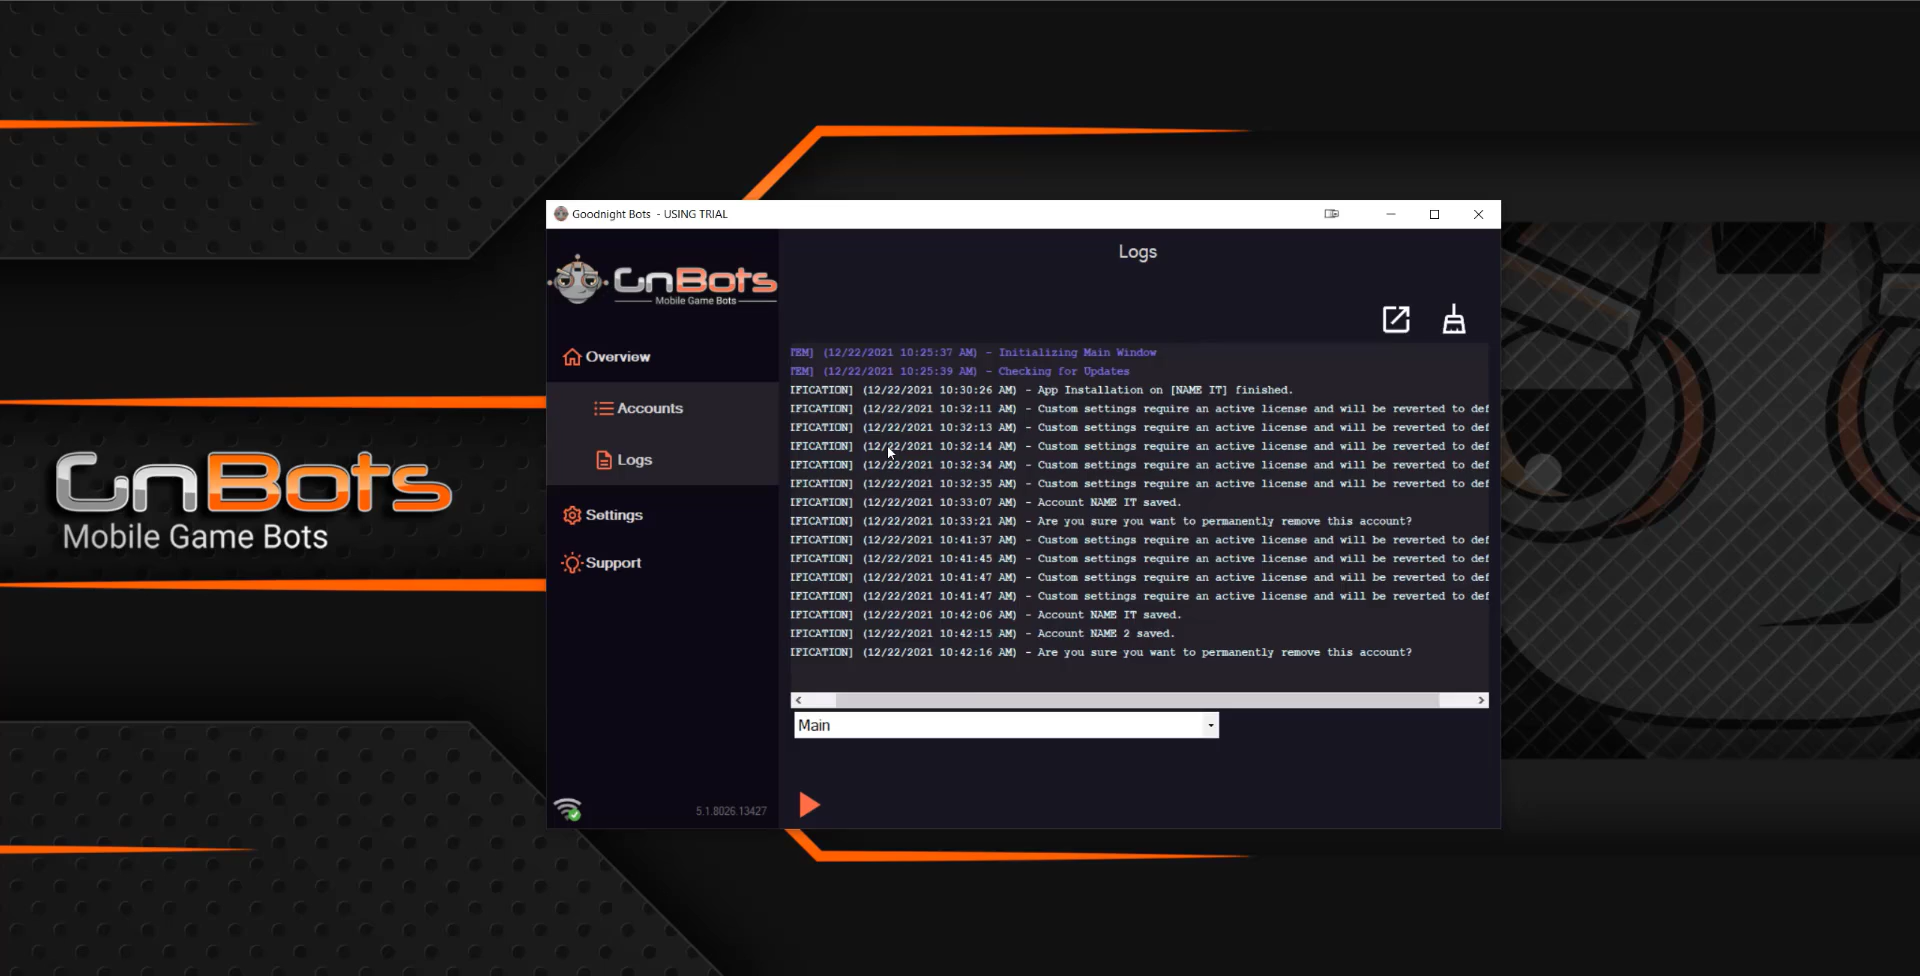 GnBots
Mobile Game Bots
Goodnight Bots - USING TRIAL
GnBots
Mobile Game Bots
Overview
Accounts
Logs
Settings
Support
5.1.8026.13427
Logs
TEM] (12/22/2021 10:25:37 AM) - Initializing Main Window
TEM] (12/22/2021 10:25:39 AM) - Checking for Updates
IFICATION] (12/22/2021 10:30:26 AM) - App Installation on [NAME IT] finished.
IFICATION] (12/22/2021 10:32:11 AM) - Custom settings require an active license and will be reverted to def
IFICATION] (12/22/2021 10:32:13 AM) - Custom settings require an active license and will be reverted to def
IFICATION] (12/22/2021 10:32:14 AM) - Custom settings require an active license and will be reverted to def
IFICATION] (12/22/2021 10:32:34 AM) - Custom settings require an active license and will be reverted to def
IFICATION] (12/22/2021 10:32:35 AM) - Custom settings require an active license and will be reverted to def
IFICATION] (12/22/2021 10:33:07 AM) - Account NAME IT saved.
IFICATION] (12/22/2021 10:33:21 AM) - Are you sure you want to permanently remove this account?
IFICATION] (12/22/2021 10:41:37 AM) - Custom settings require an active license and will be reverted to def
IFICATION] (12/22/2021 10:41:45 AM) - Custom settings require an active license and will be reverted to def
IFICATION] (12/22/2021 10:41:47 AM) - Custom settings require an active license and will be reverted to def
IFICATION] (12/22/2021 10:41:47 AM) - Custom settings require an active license and will be reverted to def
IFICATION] (12/22/2021 10:42:06 AM) - Account NAME IT saved.
IFICATION] (12/22/2021 10:42:15 AM) - Account NAME 2 saved.
IFICATION] (12/22/2021 10:42:16 AM) - Are you sure you want to permanently remove this account?
Main